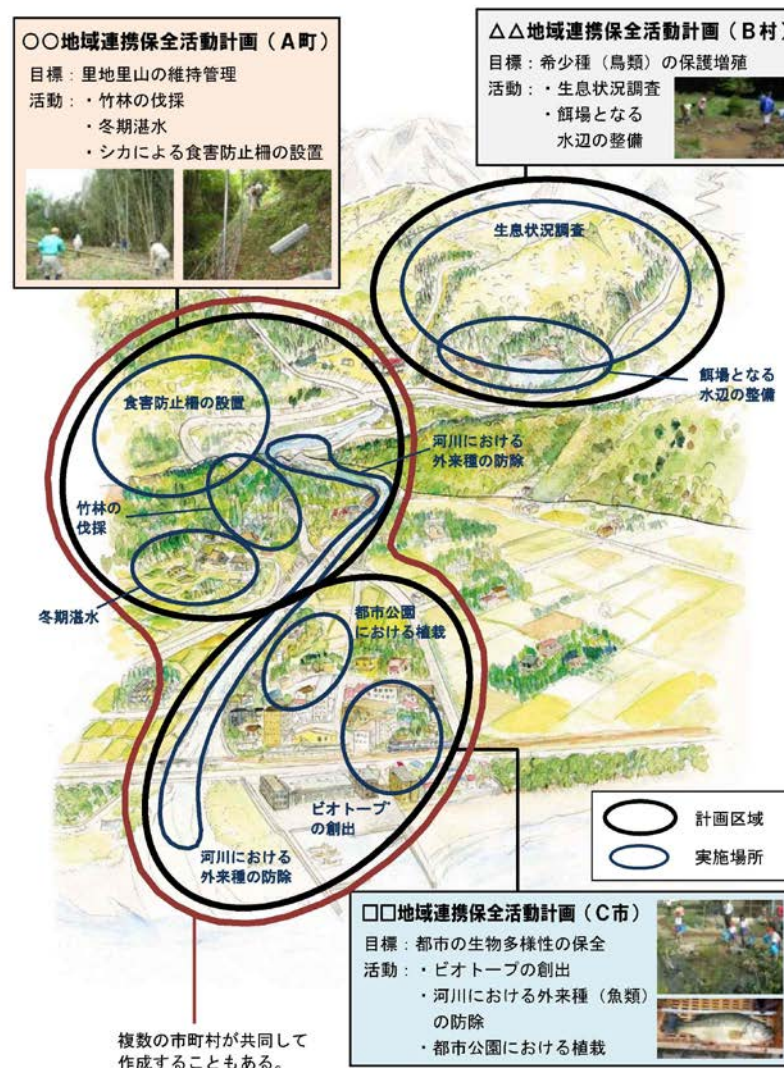 ○○地域連携保全活動計画（A町）
目標：里地里山の維持管理
活動：・竹林の伐採
・冬期湛水
・シカによる食害防止柵の設置
△△地域連携保全活動計画（B村）
目標：希少種（鳥類）の保護増殖
活動：・生息状況調査
・餌場となる
水辺の整備
生息状況調査
餌場となる
水辺の整備
食害防止柵の設置
河川における
外来種の防除
竹林の
伐採
冬期湛水
都市公園
における植栽
ビオトープ
の創出
河川における
外来種の防除
計画区域
実施場所
□□地域連携保全活動計画（C市）
目標：都市の生物多様性の保全
活動：・ビオトープの創出
・河川における外来種（魚類）
の防除
・都市公園における植栽
複数の市町村が共同して
作成することもある。